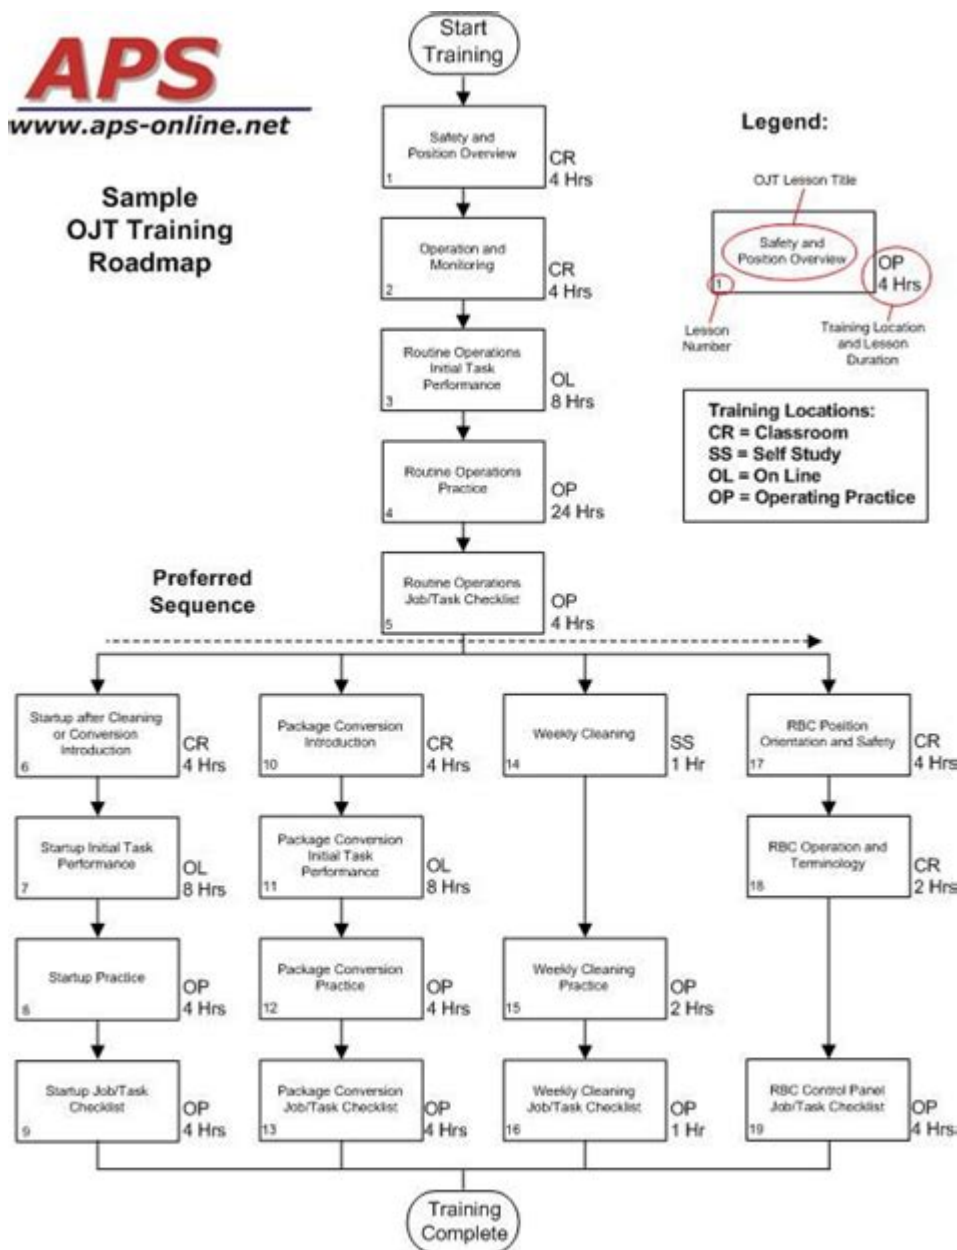 APS
www.aps-online.net
Sample
OJT Training
Roadmap
Start
Training
Safety and
Position Overview
1
CR
4 Hrs
Operation and
Monitoring
2
CR
4 Hrs
Routine Operations
Initial Task
Performance
3
OL
8 Hrs
Routine Operations
Practice
4
OP
24 Hrs
Routine Operations
Job/Task Checklist
5
OP
4 Hrs
Legend:
OJT Lesson Title
Safety and
Position Overview
1
OP
4 Hrs
Lesson
Number
Training Location
and Lesson
Duration
Training Locations:
CR = Classroom
SS = Self Study
OL = On Line
OP = Operating Practice
Preferred
Sequence
Startup after Cleaning
or Conversion
Introduction
6
CR
4 Hrs
Startup Initial Task
Performance
7
OL
8 Hrs
Startup Practice
8
OP
4 Hrs
Startup Job/Task
Checklist
9
OP
4 Hrs
Package Conversion
Introduction
10
CR
4 Hrs
Package Conversion
Initial Task
Performance
11
OL
8 Hrs
Package Conversion
Practice
12
OP
4 Hrs
Package Conversion
Job/Task Checklist
13
OP
4 Hrs
Weekly Cleaning
14
SS
1 Hr
Weekly Cleaning
Practice
15
OP
2 Hrs
Weekly Cleaning
Job/Task Checklist
16
OP
1 Hr
RBC Position
Orientation and Safety
17
CR
4 Hrs
RBC Operation and
Terminology
18
CR
2 Hrs
RBC Control Panel
Job/Task Checklist
19
OP
4 Hrs
Training
Complete